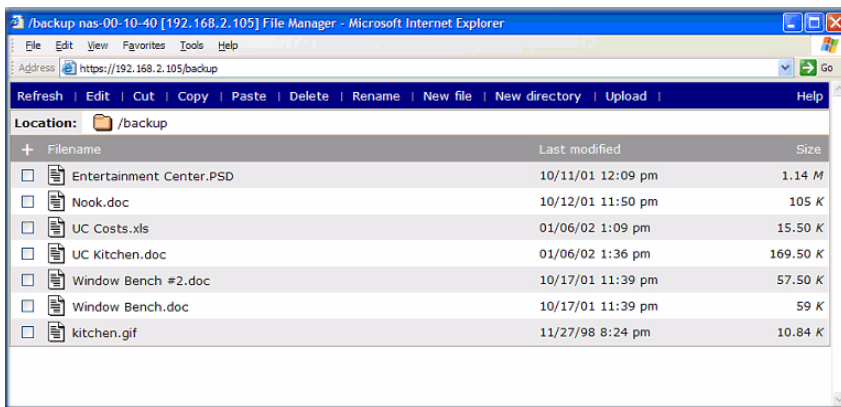 /backup nas-00-10-40 [192.168.2.105] File Manager - Microsoft Internet Explorer
File Edit View Favorites Tools Help
Address https://192.168.2.105/backup Go
Refresh | Edit | Cut | Copy | Paste | Delete | Rename | New file | New directory | Upload | Help
Location: /backup
+ Filename Last modified Size
Entertainment Center.PSD 10/11/01 12:09 pm 1.14 M
Nook.doc 10/12/01 11:50 pm 105 K
UC Costs.xls 01/06/02 1:09 pm 15.50 K
UC Kitchen.doc 01/06/02 1:36 pm 169.50 K
Window Bench #2.doc 10/17/01 11:39 pm 57.50 K
Window Bench.doc 10/17/01 11:39 pm 59 K
kitchen.gif 11/27/98 8:24 pm 10.84 K